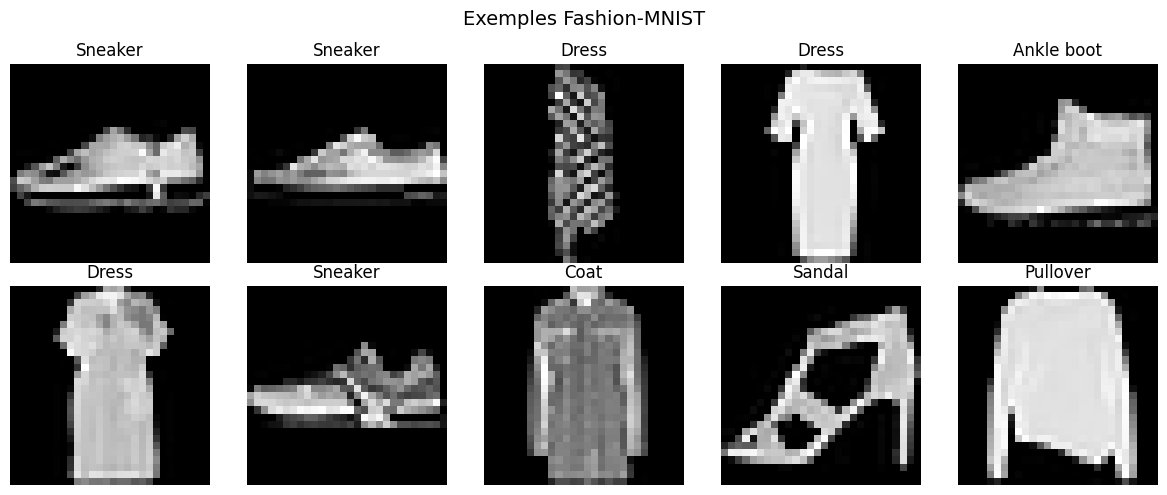 Exemples Fashion-MNIST
Sneaker Sneaker Dress Dress Ankle boot
Dress Sneaker Coat Sandal Pullover